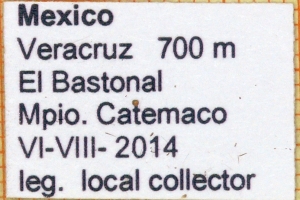 Mexico
Veracruz 700 m
El Bastonal
Mpio. Catemaco
VI-VIII- 2014
leg. local collector